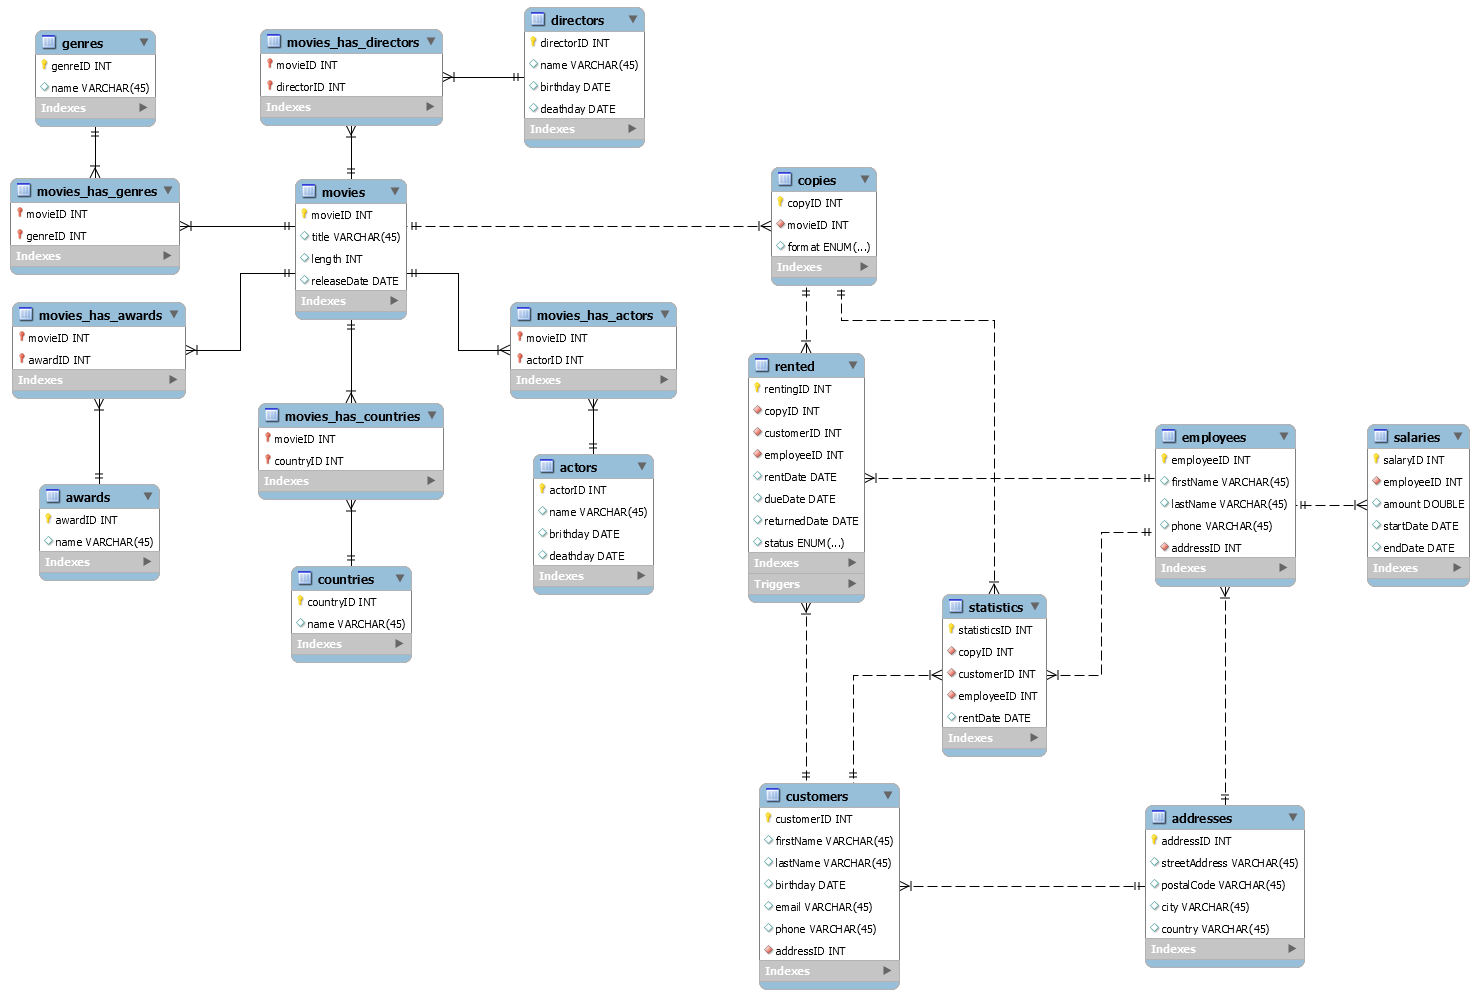 genres
genreID INT
name VARCHAR(45)
Indexes
movies_has_directors
movieID INT
directorID INT
Indexes
directors
directorID INT
name VARCHAR(45)
birthday DATE
deathday DATE
Indexes
movies_has_genres
movieID INT
genreID INT
Indexes
movies
movieID INT
title VARCHAR(45)
length INT
releaseDate DATE
Indexes
copies
copyID INT
movieID INT
format ENUM(...)
Indexes
movies_has_awards
movieID INT
awardID INT
Indexes
movies_has_actors
movieID INT
actorID INT
Indexes
rented
rentingID INT
copyID INT
customerID INT
employeeID INT
rentDate DATE
dueDate DATE
returnedDate DATE
status ENUM(...)
Indexes
Triggers
movies_has_countries
movieID INT
countryID INT
Indexes
employees
employeeID INT
firstName VARCHAR(45)
lastName VARCHAR(45)
phone VARCHAR(45)
addressID INT
Indexes
salaries
salaryID INT
employeeID INT
amount DOUBLE
startDate DATE
endDate DATE
Indexes
awards
awardID INT
name VARCHAR(45)
Indexes
actors
actorID INT
name VARCHAR(45)
brithday DATE
deathday DATE
Indexes
countries
countryID INT
name VARCHAR(45)
Indexes
statistics
statisticsID INT
copyID INT
customerID INT
employeeID INT
rentDate DATE
Indexes
customers
customerID INT
firstName VARCHAR(45)
lastName VARCHAR(45)
birthday DATE
email VARCHAR(45)
phone VARCHAR(45)
addressID INT
Indexes
addresses
addressID INT
streetAddress VARCHAR(45)
postalCode VARCHAR(45)
city VARCHAR(45)
country VARCHAR(45)
Indexes